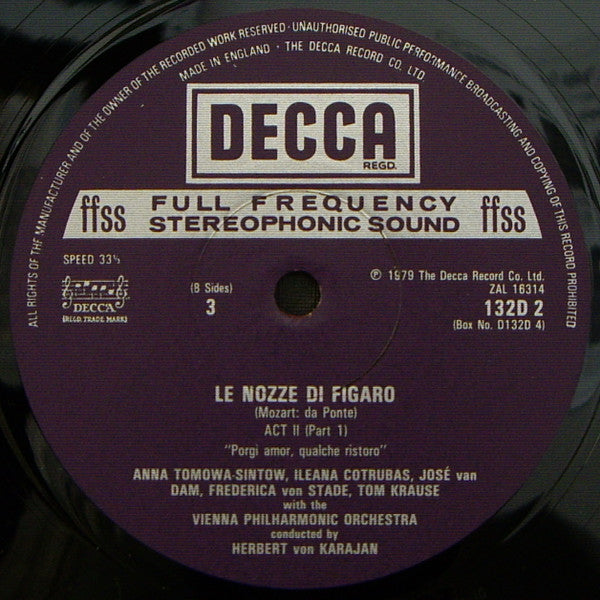 ALL RIGHTS OF THE MANUFACTURER AND OF THE OWNER OF THE RECORDED WORK RESERVED · UNAUTHORISED PUBLIC PERFORMANCE BROADCASTING AND COPYING OF THIS RECORD PROHIBITED
MADE IN ENGLAND · THE DECCA RECORD CO. LTD.
DECCA
REGD.
ffss FULL FREQUENCY ffss
STEREOPHONIC SOUND
SPEED 33⅓
DECCA
(REGD. TRADE MARK)
(8 Sides)
3
℗ 1979 The Decca Record Co. Ltd.
ZAL 16314
132D 2
(Box No. D132D 4)
LE NOZZE DI FIGARO
(Mozart: da Ponte)
ACT II (Part 1)
"Porgi amor, qualche ristoro"
ANNA TOMOWA-SINTOW, ILEANA COTRUBAS, JOSÉ van
DAM, FREDERICA von STADE, TOM KRAUSE
with the
VIENNA PHILHARMONIC ORCHESTRA
conducted by
HERBERT von KARAJAN